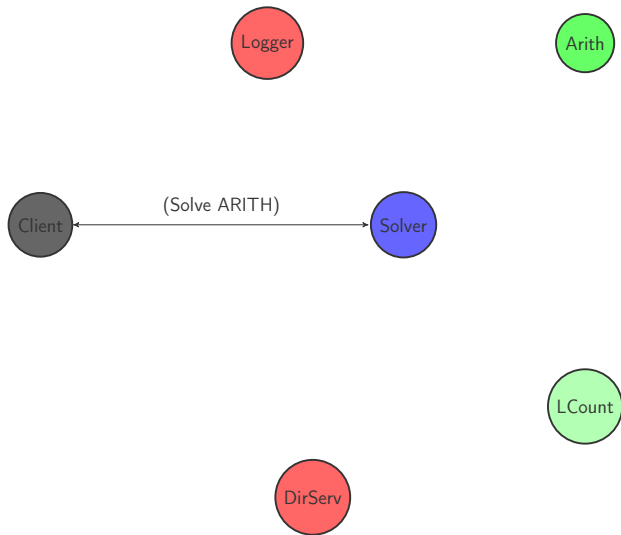 Logger
Arith
(Solve ARITH)
Client
Solver
LCount
DirServ